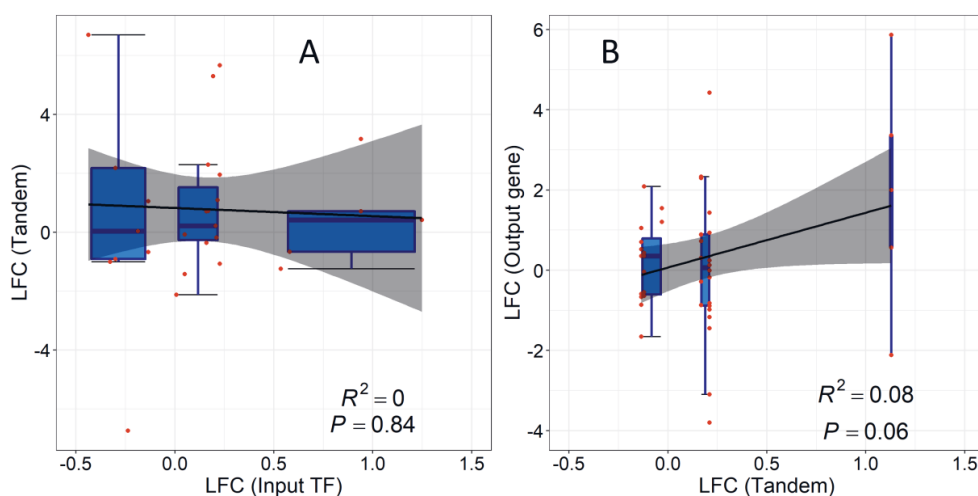 A
LFC (Tandem)
4
0
-4
R² = 0
P = 0.84
-0.5
0.0
0.5
1.0
1.5
LFC (Input TF)
B
LFC (Output gene)
6
4
2
0
-2
-4
R² = 0.08
P = 0.06
-0.5
0.0
0.5
1.0
1.5
LFC (Tandem)